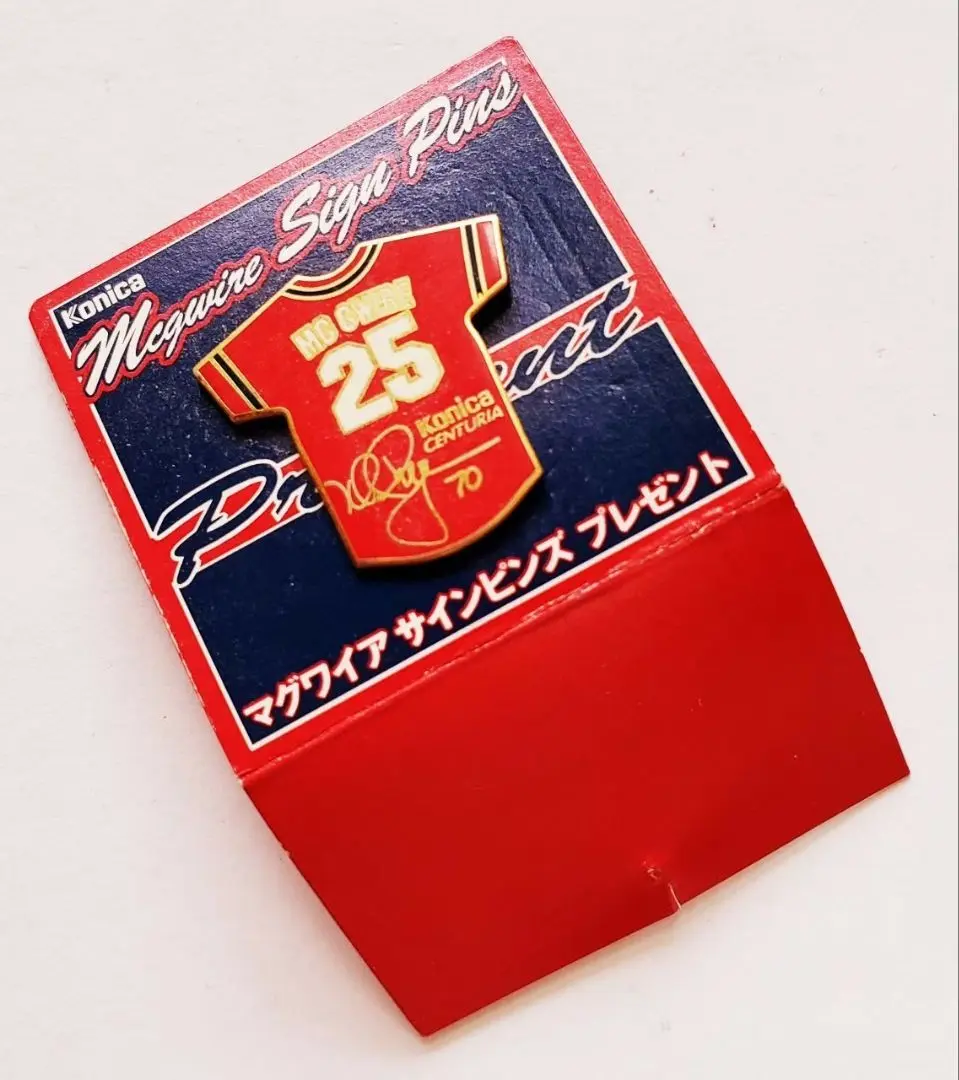 Konica
Mcgwire Sign Pins
MC GWIRE
25
Konica
CENTURIA
70
マグワイア サインピンズ プレゼント